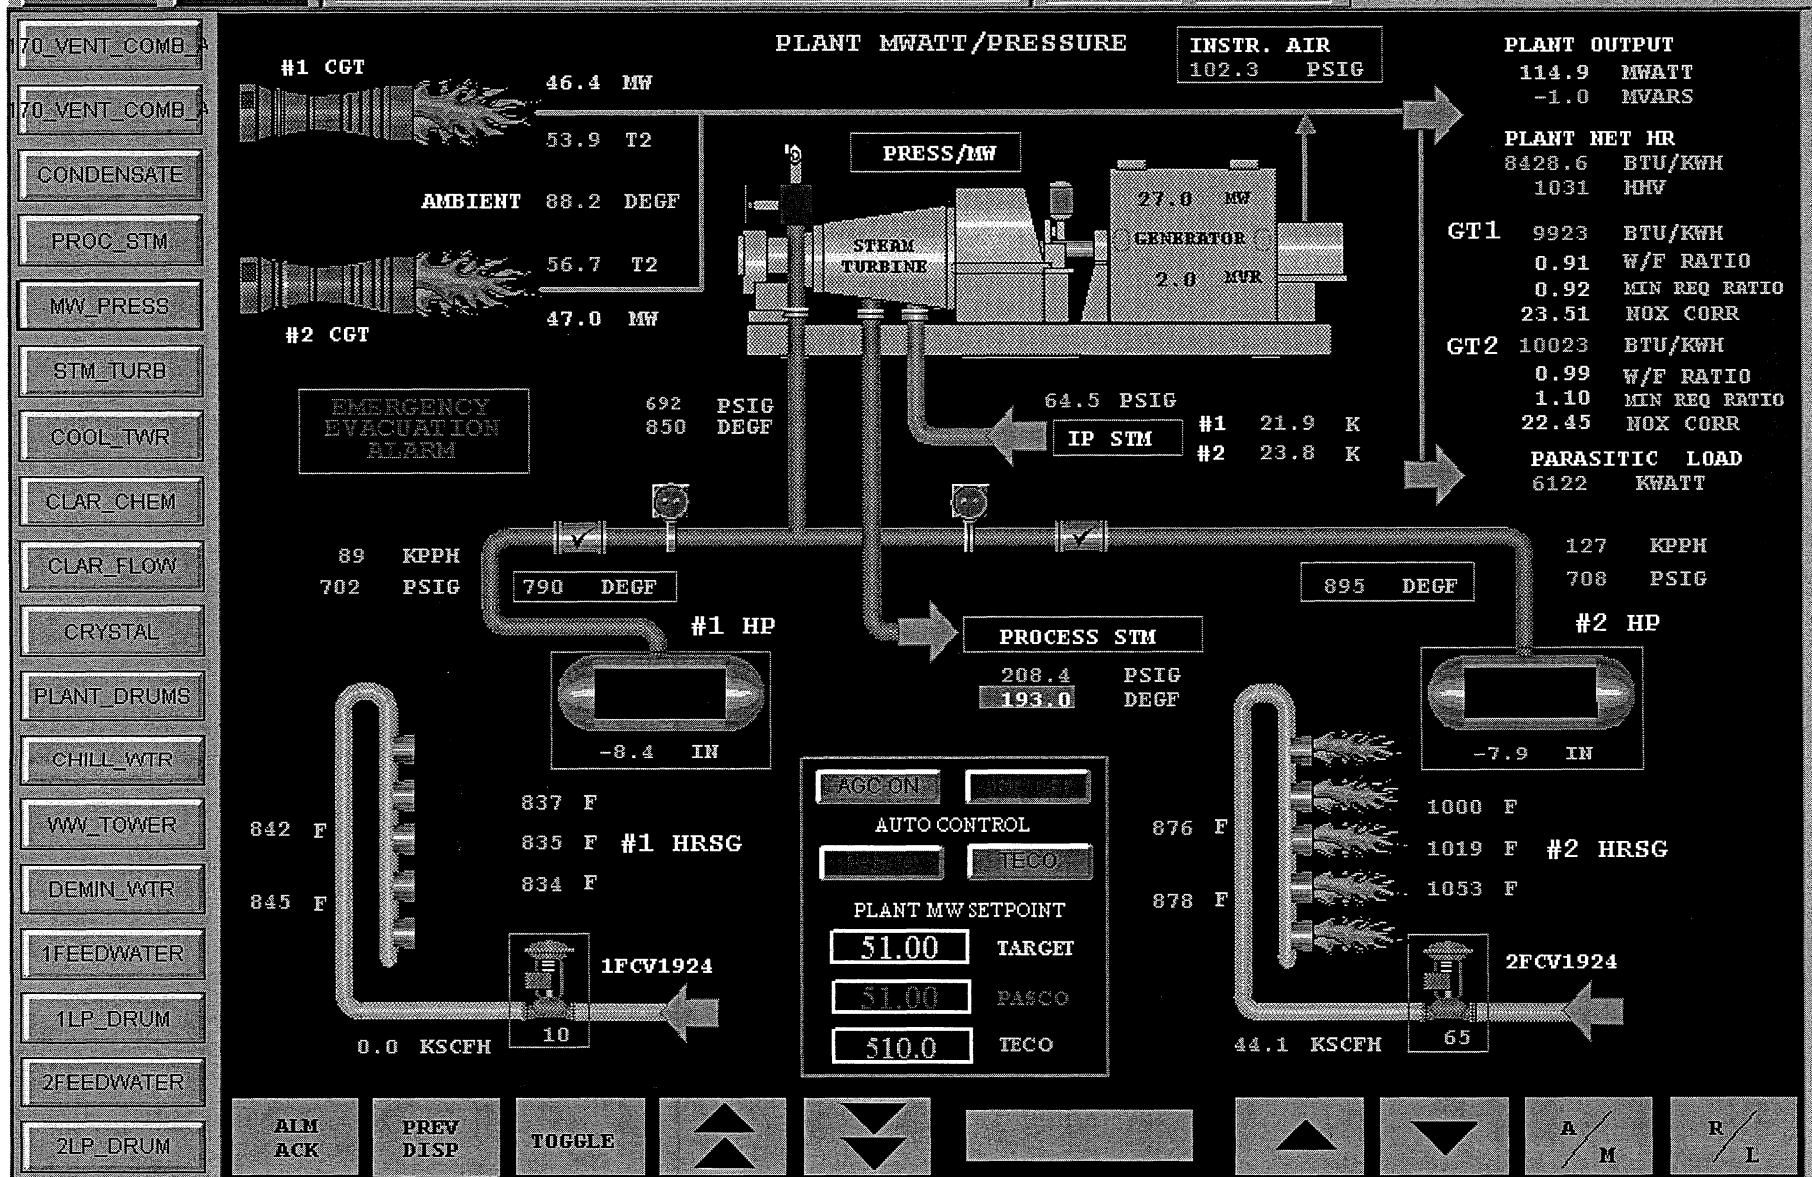 170_VENT_COMB_A
170_VENT_COMB_A
CONDENSATE
PROC_STM
MW_PRESS
STM_TURB
COOL_TWR
CLAR_CHEM
CLAR_FLOW
CRYSTAL
PLANT_DRUMS
CHILL_WTR
WW_TOWER
DEMIN_WTR
1FEEDWATER
1LP_DRUM
2FEEDWATER
2LP_DRUM
PLANT MWATT/PRESSURE
INSTR. AIR
102.3 PSIG
#1 CGT
46.4 MW
53.9 T2
AMBIENT 88.2 DEGF
56.7 T2
47.0 MW
#2 CGT
PRESS/MW
STEAM
TURBINE
27.0 MW
GENERATOR
2.0 MVR
PLANT OUTPUT
114.9 MWATT
-1.0 MVARS
PLANT NET HR
8428.6 BTU/KWH
1031 HHV
GT1 9923 BTU/KWH
0.91 W/F RATIO
0.92 MIN REQ RATIO
23.51 NOX CORR
GT2 10023 BTU/KWH
0.99 W/F RATIO
1.10 MIN REQ RATIO
22.45 NOX CORR
PARASITIC LOAD
6122 KWATT
EMERGENCY
EVACUATION
ALARM
692 PSIG
850 DEGF
64.5 PSIG
IP STM
#1 21.9 K
#2 23.8 K
89 KPPH
702 PSIG
790 DEGF
895 DEGF
127 KPPH
708 PSIG
#1 HP
-8.4 IN
PROCESS STM
208.4 PSIG
193.0 DEGF
#2 HP
-7.9 IN
842 F
845 F
837 F
835 F
834 F
#1 HRSG
1FCV1924
10
0.0 KSCFH
AGC ON
AUTO CONTROL
TECO
PLANT MW SETPOINT
51.00 TARGET
51.00 PASCO
510.0 TECO
876 F
878 F
1000 F
1019 F
1053 F
#2 HRSG
2FCV1924
65
44.1 KSCFH
ALM
ACK
PREV
DISP
TOGGLE
A/M
R/L